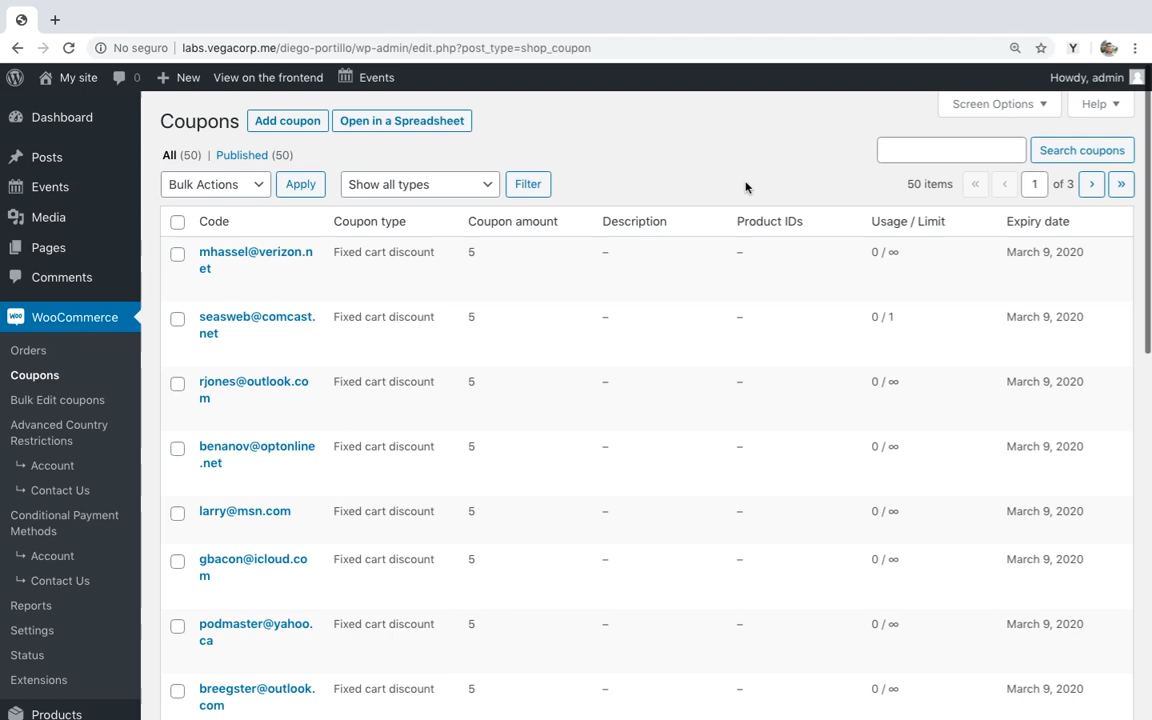 No seguro
labs.vegacorp.me/diego-portillo/wp-admin/edit.php?post_type=shop_coupon
Y
My site
0
New
View on the frontend
Events
Howdy, admin
Dashboard
Posts
Events
Media
Pages
Comments
WooCommerce
Orders
Coupons
Bulk Edit coupons
Advanced Country
Restrictions
↳ Account
↳ Contact Us
Conditional Payment
Methods
↳ Account
↳ Contact Us
Reports
Settings
Status
Extensions
Products
Screen Options ▼
Help ▼
Coupons
Add coupon
Open in a Spreadsheet
All (50) | Published (50)
Search coupons
Bulk Actions
Apply
Show all types
Filter
50 items « ‹ 1 of 3 › »
Code Coupon type Coupon amount Description Product IDs Usage / Limit Expiry date
mhassel@verizon.n Fixed cart discount 5 – – 0 / ∞ March 9, 2020
et
seasweb@comcast. Fixed cart discount 5 – – 0 / 1 March 9, 2020
net
rjones@outlook.co Fixed cart discount 5 – – 0 / ∞ March 9, 2020
m
benanov@optonline Fixed cart discount 5 – – 0 / ∞ March 9, 2020
.net
larry@msn.com Fixed cart discount 5 – – 0 / ∞ March 9, 2020
gbacon@icloud.co Fixed cart discount 5 – – 0 / ∞ March 9, 2020
m
podmaster@yahoo. Fixed cart discount 5 – – 0 / ∞ March 9, 2020
ca
breegster@outlook. Fixed cart discount 5 – – 0 / ∞ March 9, 2020
com